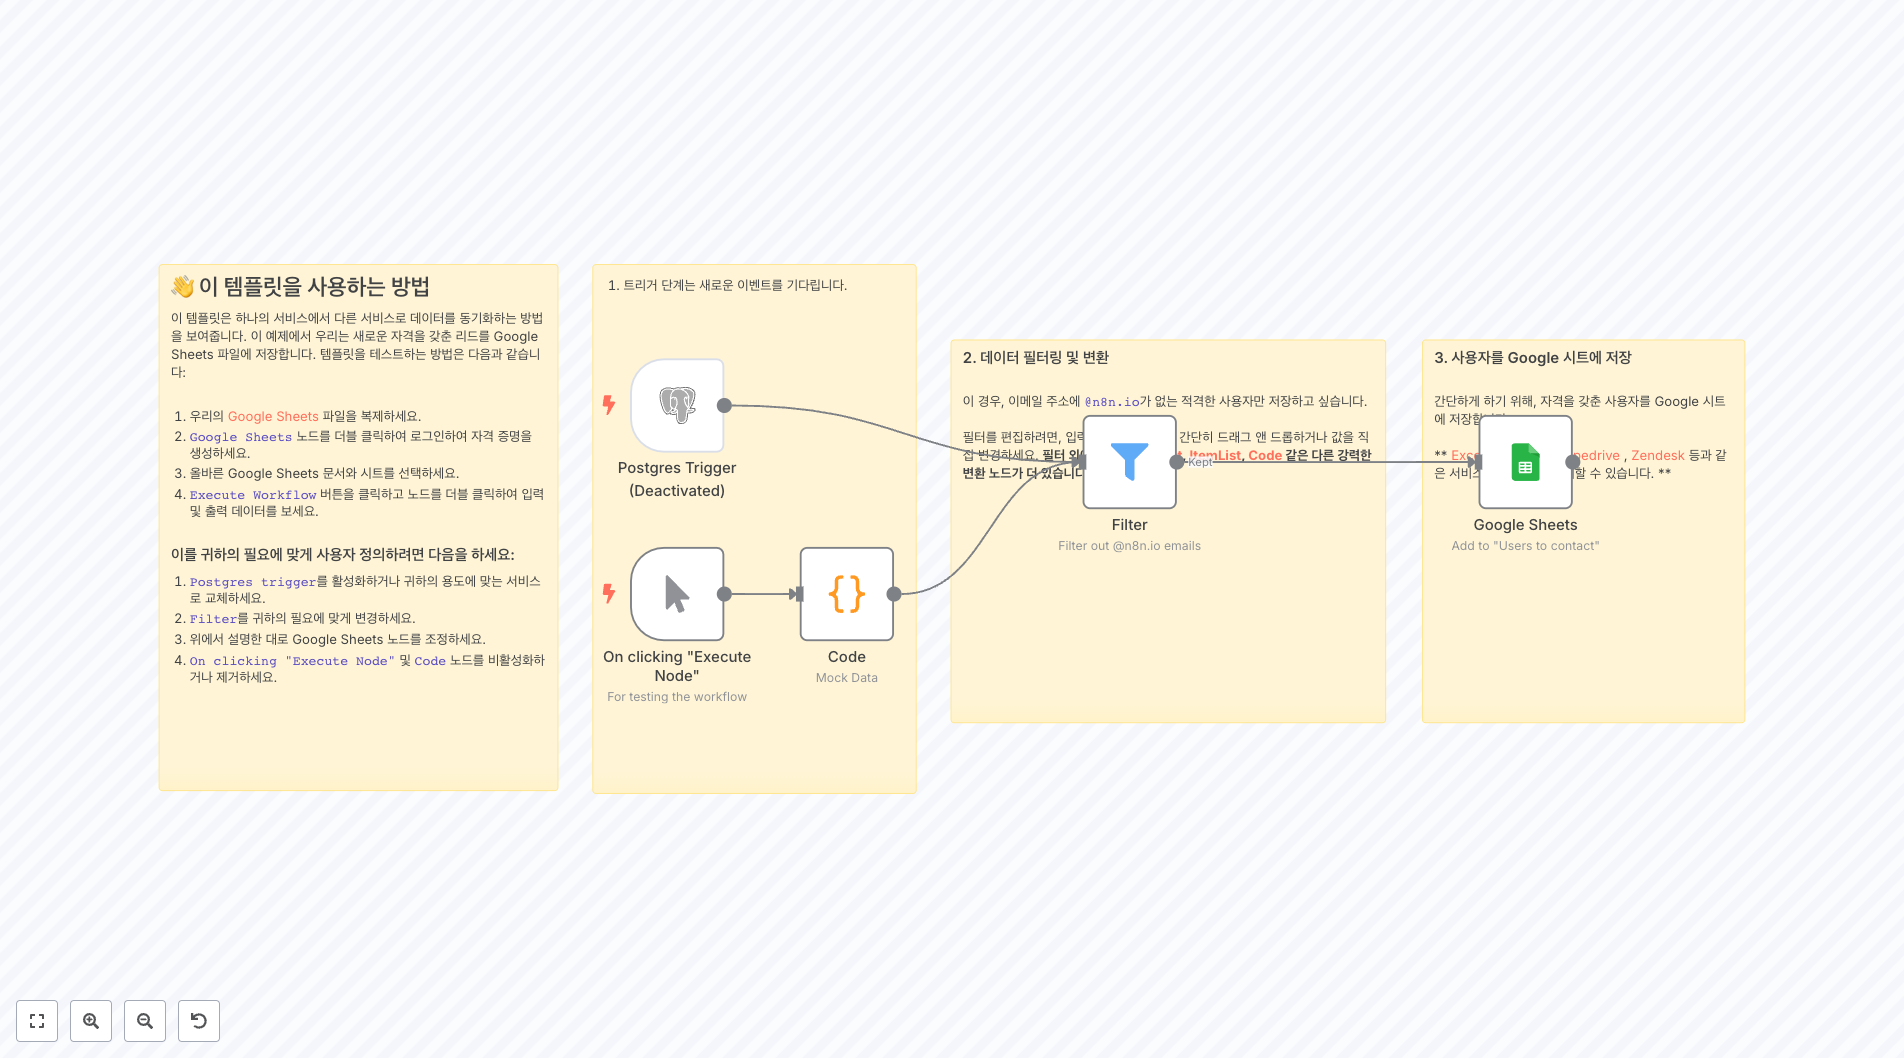 👋 이 템플릿을 사용하는 방법
이 템플릿은 하나의 서비스에서 다른 서비스로 데이터를 동기화하는 방법
을 보여줍니다. 이 예제에서 우리는 새로운 자격을 갖춘 리드를 Google
Sheets 파일에 저장합니다. 템플릿을 테스트하는 방법은 다음과 같습니
다:
1. 우리의 Google Sheets 파일을 복제하세요.
2. Google Sheets 노드를 더블 클릭하여 로그인하여 자격 증명을
생성하세요.
3. 올바른 Google Sheets 문서와 시트를 선택하세요.
4. Execute Workflow 버튼을 클릭하고 노드를 더블 클릭하여 입력
및 출력 데이터를 보세요.
이를 귀하의 필요에 맞게 사용자 정의하려면 다음을 하세요:
1. Postgres trigger를 활성화하거나 귀하의 용도에 맞는 서비스
로 교체하세요.
2. Filter를 귀하의 필요에 맞게 변경하세요.
3. 위에서 설명한 대로 Google Sheets 노드를 조정하세요.
4. On clicking "Execute Node" 및 Code 노드를 비활성화하
거나 제거하세요.
1. 트리거 단계는 새로운 이벤트를 기다립니다.
Postgres Trigger
(Deactivated)
On clicking "Execute
Node"
For testing the workflow
Code
Mock Data
2. 데이터 필터링 및 변환
이 경우, 이메일 주소에 @n8n.io가 없는 적격한 사용자만 저장하고 싶습니다.
필터를 편집하려면, 간단히 드래그 앤 드롭하거나 값을 직
접 변경하세요. 필터 ItemList, Code 같은 다른 강력한
변환 노드가 더 있습니다
Kept
Filter
Filter out @n8n.io emails
3. 사용자를 Google 시트에 저장
간단하게 하기 위해, 자격을 갖춘 사용자를 Google 시트
에
** , Zendesk 등과 같
은 할 수 있습니다. **
Google Sheets
Add to "Users to contact"